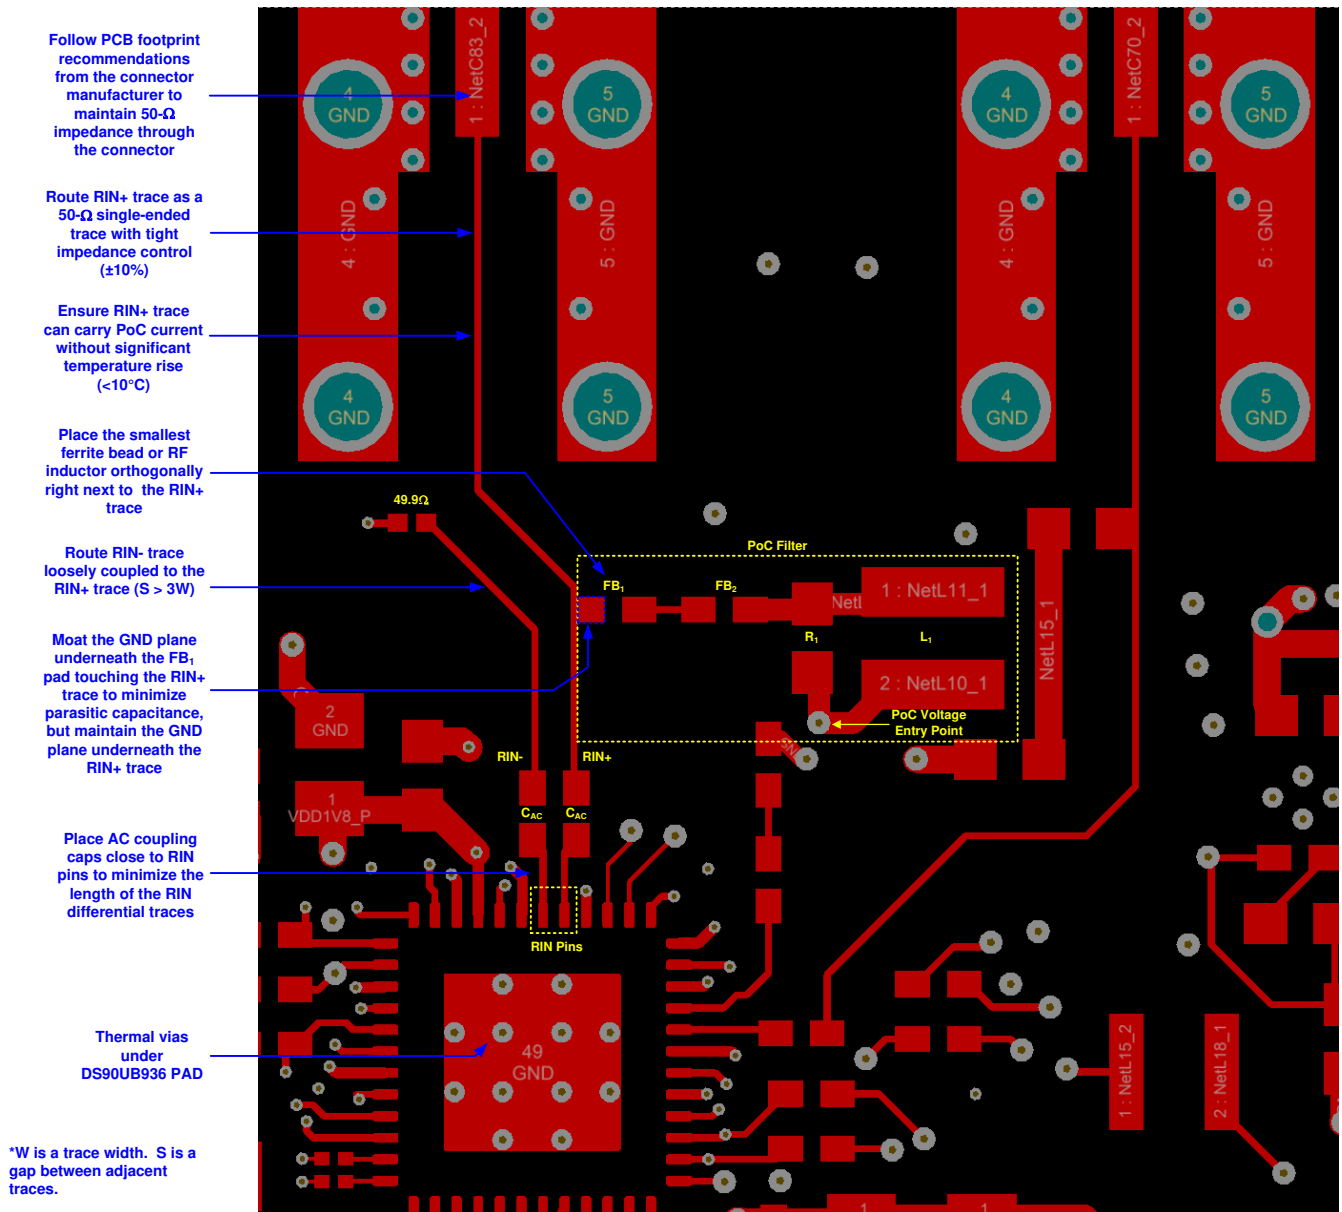 Follow PCB footprint
recommendations
from the connector
manufacturer to
maintain 50-Ω
impedance through
the connector
Route RIN+ trace as a
50-Ω single-ended
trace with tight
impedance control
(±10%)
Ensure RIN+ trace
can carry PoC current
without significant
temperature rise
(<10°C)
Place the smallest
ferrite bead or RF
inductor orthogonally
right next to the RIN+
trace
Route RIN- trace
loosely coupled to the
RIN+ trace (S > 3W)
Moat the GND plane
underneath the FB₁
pad touching the RIN+
trace to minimize
parasitic capacitance,
but maintain the GND
plane underneath the
RIN+ trace
Place AC coupling
caps close to RIN
pins to minimize the
length of the RIN
differential traces
Thermal vias
under
DS90UB936 PAD
*W is a trace width. S is a
gap between adjacent
traces.
1 : NetC83_2
1 : NetC70_2
4
GND
5
GND
4
GND
5
GND
4 : GND
5 : GND
4 : GND
5 : GND
4
GND
5
GND
4
GND
5
GND
49.9Ω
PoC Filter
FB₁
FB₂
NetL
1 : NetL11_1
R₁
L₁
2 : NetL10_1
NetL15_1
PoC Voltage
Entry Point
2
GND
1
VDD1V8_P
RIN-
RIN+
C_AC
C_AC
RIN Pins
49
GND
1 : NetL15_2
2 : NetL18_1
1
1